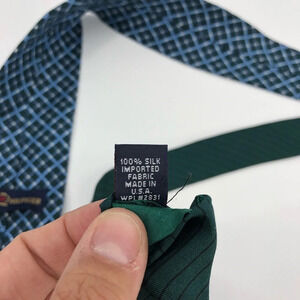 100% SILK
IMPORTED
FABRIC
MADE IN
U.S.A.
WPL#2831